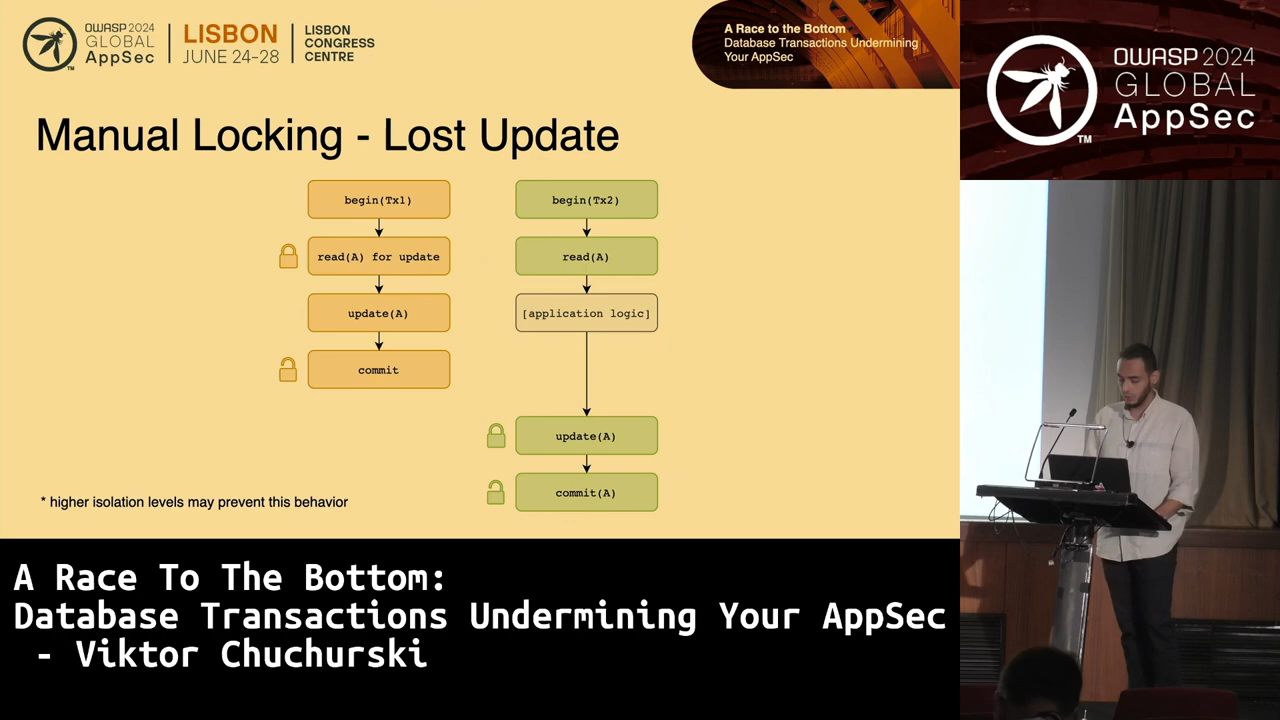 OWASP 2024
GLOBAL
AppSec
TM
LISBON
JUNE 24-28
LISBON
CONGRESS
CENTRE
A Race to the Bottom
Database Transactions Undermining
Your AppSec
OWASP 2024
GLOBAL
AppSec
TM
Manual Locking - Lost Update
begin(Tx1)
begin(Tx2)
read(A) for update
read(A)
update(A)
[application logic]
commit
update(A)
commit(A)
* higher isolation levels may prevent this behavior
A Race To The Bottom:
Database Transactions Undermining Your AppSec
- Viktor Chuchurski